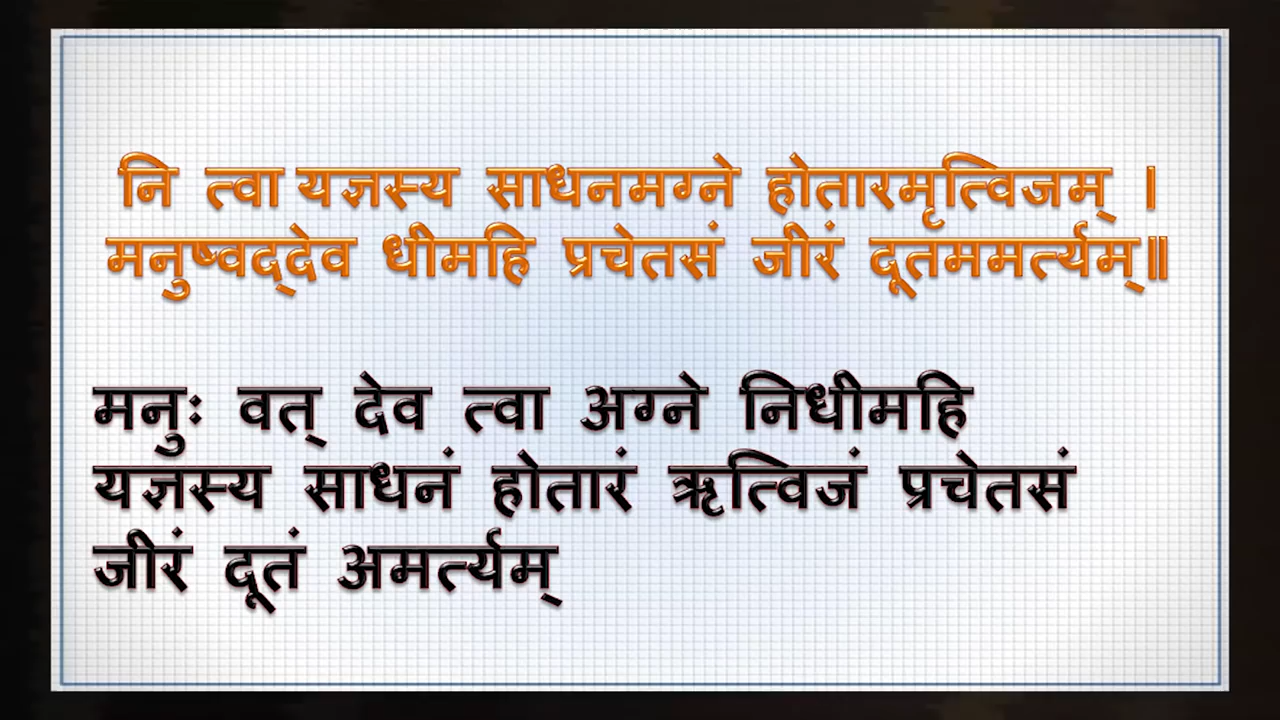 नि त्वा यज्ञस्य साधनमग्ने होतारमृत्विजम् ।
मनुष्वद्देव धीमहि प्रचेतसं जीरं दूतममर्त्यम्॥
मनुः वत् देव त्वा अग्ने निधीमहि
यज्ञस्य साधनं होतारं ऋत्विजं प्रचेतसं
जीरं दूतं अमर्त्यम्